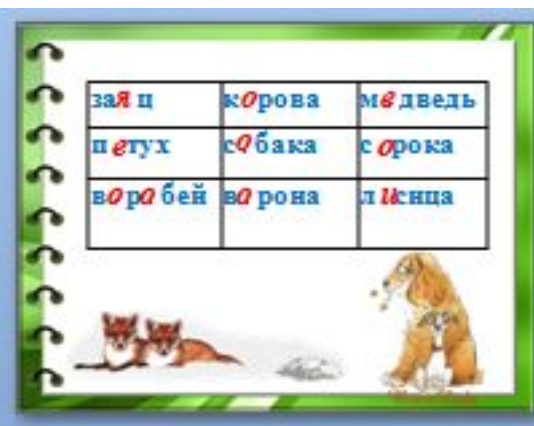 заяц корова медведь
петух собака сорока
воробей ворона лисица